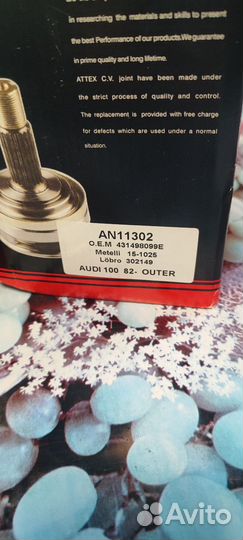 in researching the materials and skills to present
the best Performance of our products.We guarantee
in prime quality and long lifetime.
ATTEX C.V. joint have been made under
the strict process of quality and control.
The replacement is provided with free charge
for defects which are used under a normal
situation.
AN11302
O.E.M 431498099E
Metelli 15-1025
Löbro 302149
AUDI 100 82- OUTER
Avito